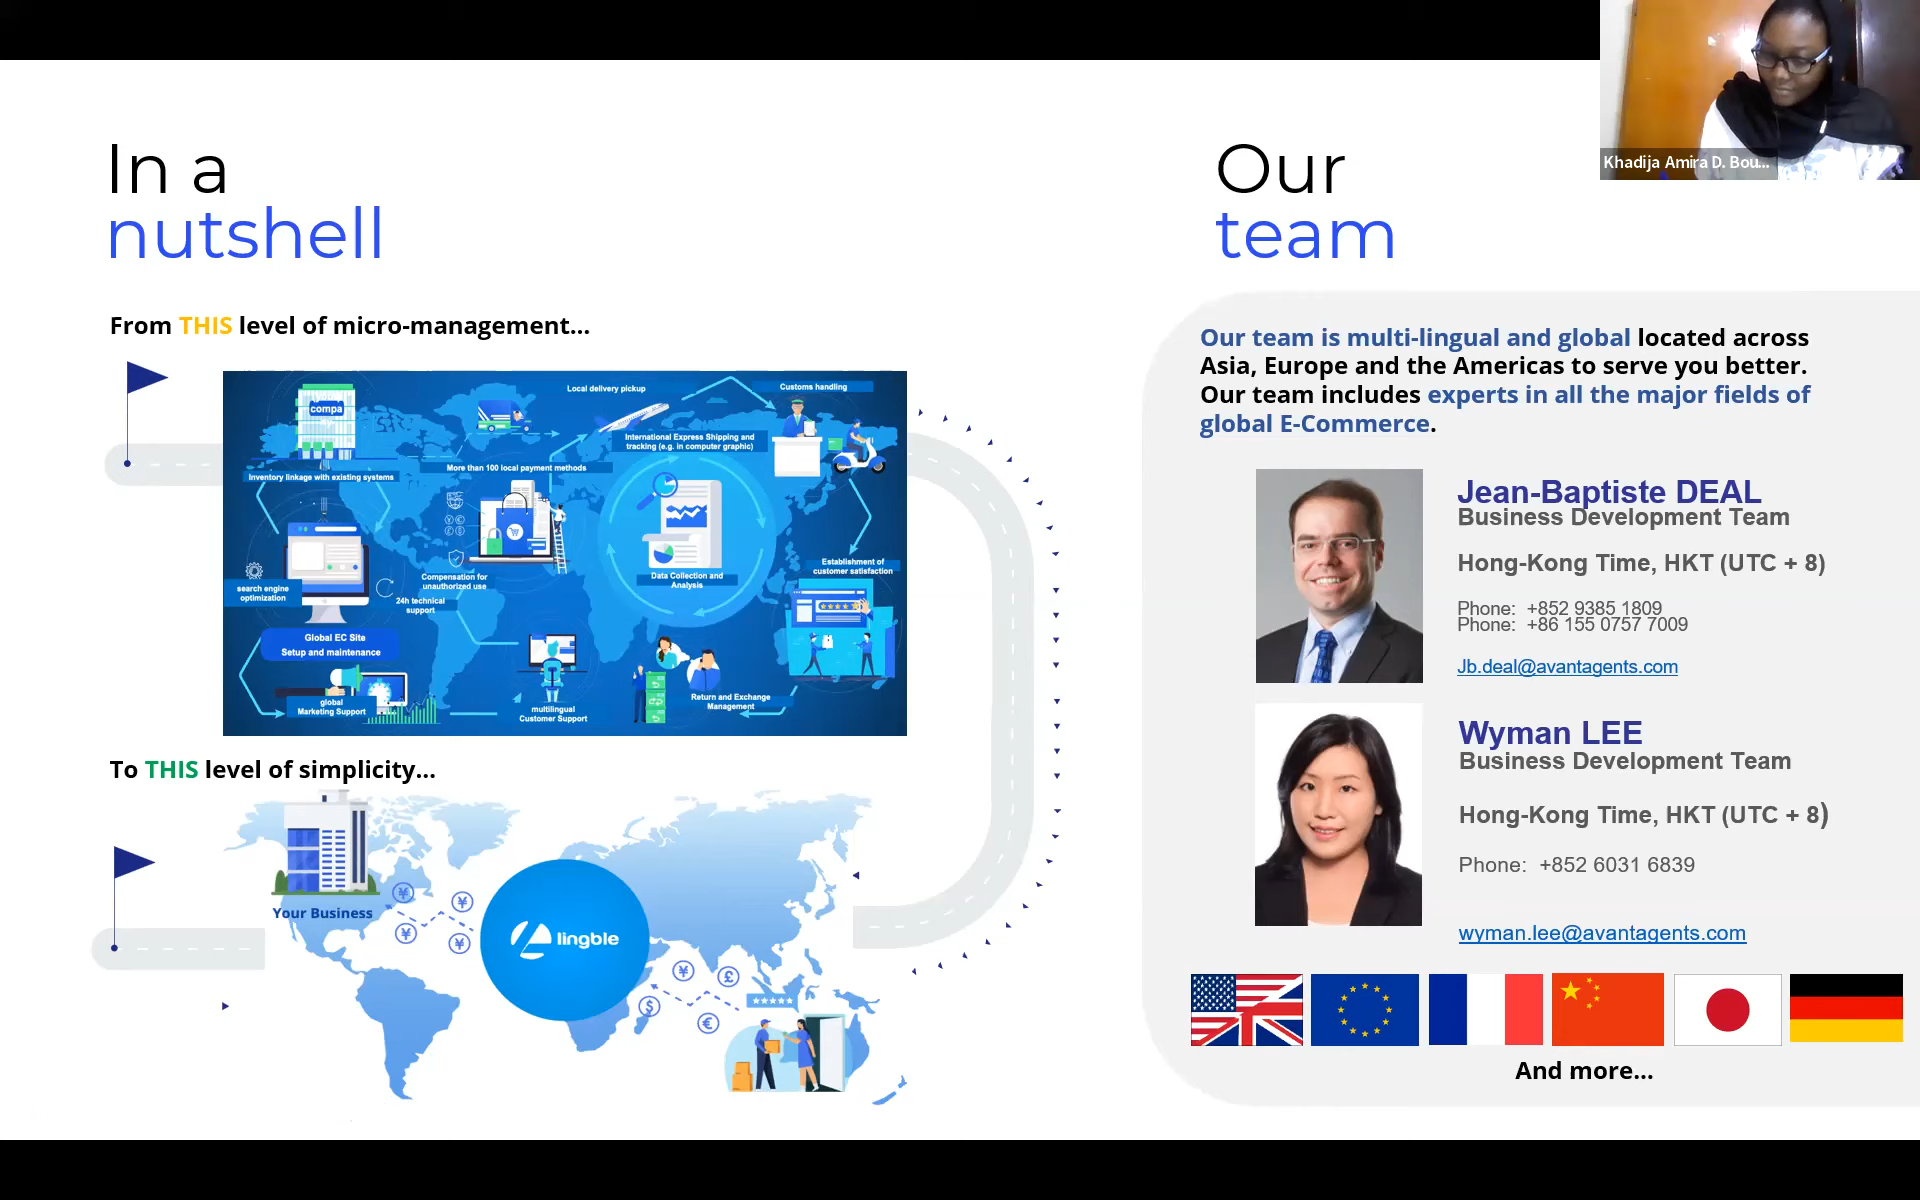 In a
nutshell
From THIS level of micro-management...
compa
Local delivery pickup
Customs handling
International Express Shipping and
tracking (e.g. in computer graphic)
More than 100 local payment methods
Inventory linkage with existing systems
Establishment of
customer satisfaction
Data Collection and
Analysis
Compensation for
unauthorized use
search engine
optimization
24h technical
support
Global EC Site
Setup and maintenance
global
Marketing Support
multilingual
Customer Support
Return and Exchange
Management
To THIS level of simplicity...
Your Business
lingble
Our
team
Khadija Amira D. Bou...
Our team is multi-lingual and global located across
Asia, Europe and the Americas to serve you better.
Our team includes experts in all the major fields of
global E-Commerce.
Jean-Baptiste DEAL
Business Development Team
Hong-Kong Time, HKT (UTC + 8)
Phone: +852 9385 1809
Phone: +86 155 0757 7009
Jb.deal@avantagents.com
Wyman LEE
Business Development Team
Hong-Kong Time, HKT (UTC + 8)
Phone: +852 6031 6839
wyman.lee@avantagents.com
And more...